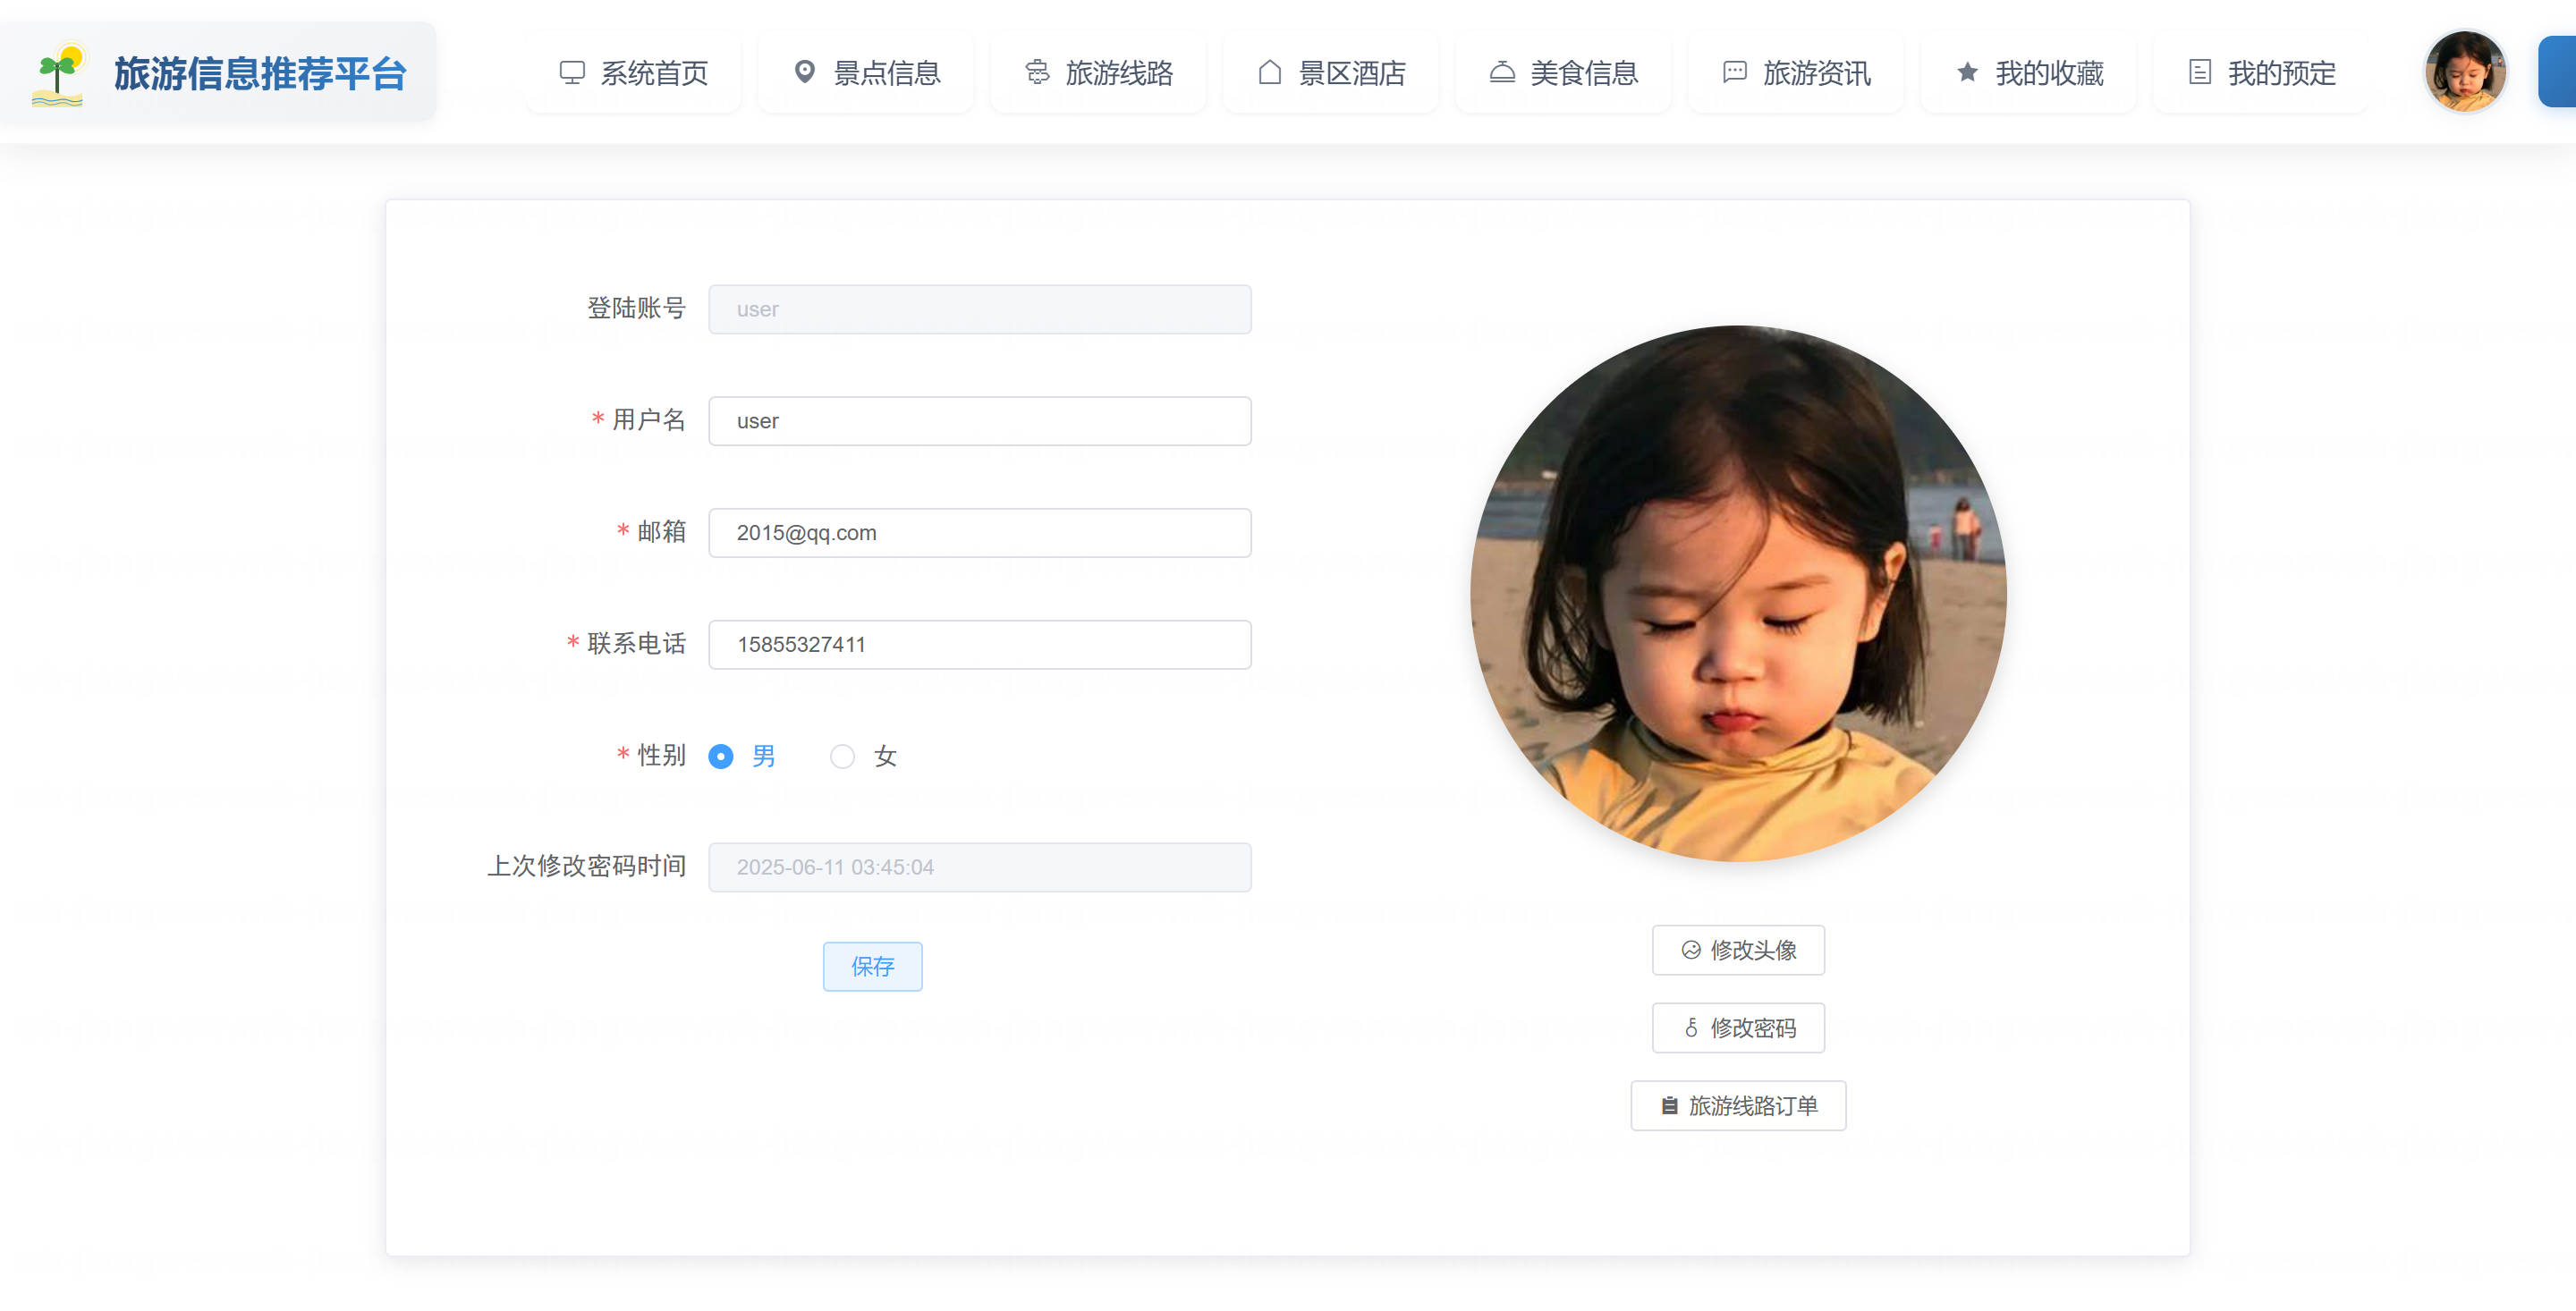 旅游信息推荐平台
系统首页
景点信息
旅游线路
景区酒店
美食信息
旅游资讯
我的收藏
我的预定
登陆账号 user
* 用户名 user
* 邮箱 2015@qq.com
* 联系电话 15855327411
* 性别 男 女
上次修改密码时间 2025-06-11 03:45:04
保存
修改头像
修改密码
旅游线路订单